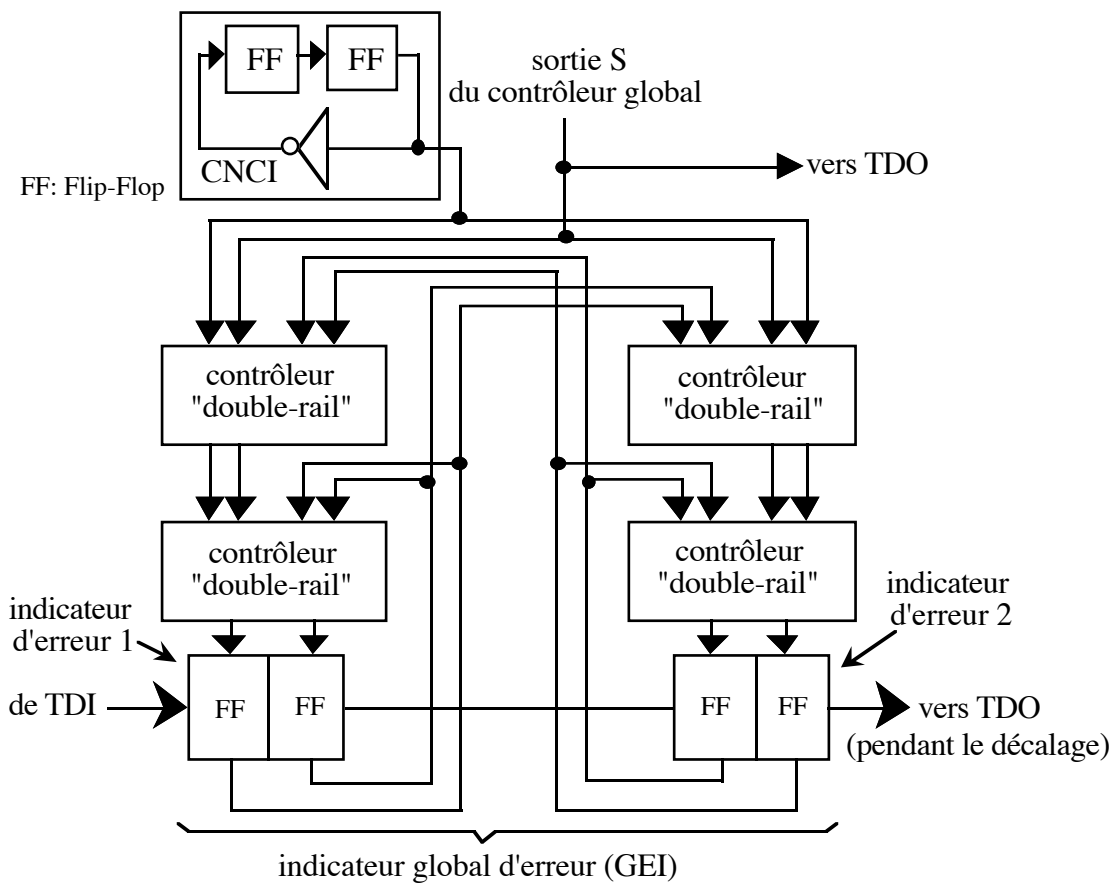 FF
FF
CNCI
FF: Flip-Flop
sortie S
du contrôleur global
vers TDO
contrôleur
"double-rail"
contrôleur
"double-rail"
contrôleur
"double-rail"
contrôleur
"double-rail"
indicateur
d'erreur 1
indicateur
d'erreur 2
de TDI
FF
FF
FF
FF
vers TDO
(pendant le décalage)
indicateur global d'erreur (GEI)